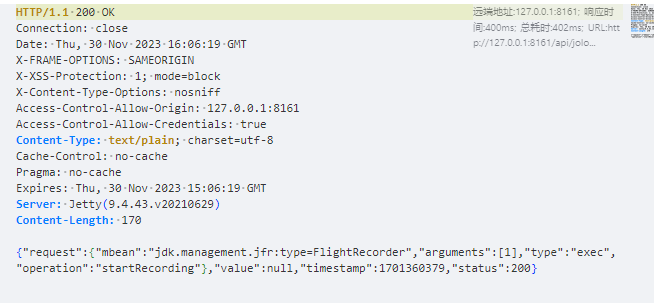 HTTP/1.1 200 OK
远端地址:127.0.0.1:8161; 响应时
间:400ms; 总耗时:402ms; URL:htt
p://127.0.0.1:8161/api/jolo...
Connection: close
Date: Thu, 30 Nov 2023 16:06:19 GMT
X-FRAME-OPTIONS: SAMEORIGIN
X-XSS-Protection: 1; mode=block
X-Content-Type-Options: nosniff
Access-Control-Allow-Origin: 127.0.0.1:8161
Access-Control-Allow-Credentials: true
Content-Type: text/plain; charset=utf-8
Cache-Control: no-cache
Pragma: no-cache
Expires: Thu, 30 Nov 2023 15:06:19 GMT
Server: Jetty(9.4.43.v20210629)
Content-Length: 170
{"request":{"mbean":"jdk.management.jfr:type=FlightRecorder","arguments":[1],"type":"exec",
"operation":"startRecording"},"value":null,"timestamp":1701360379,"status":200}